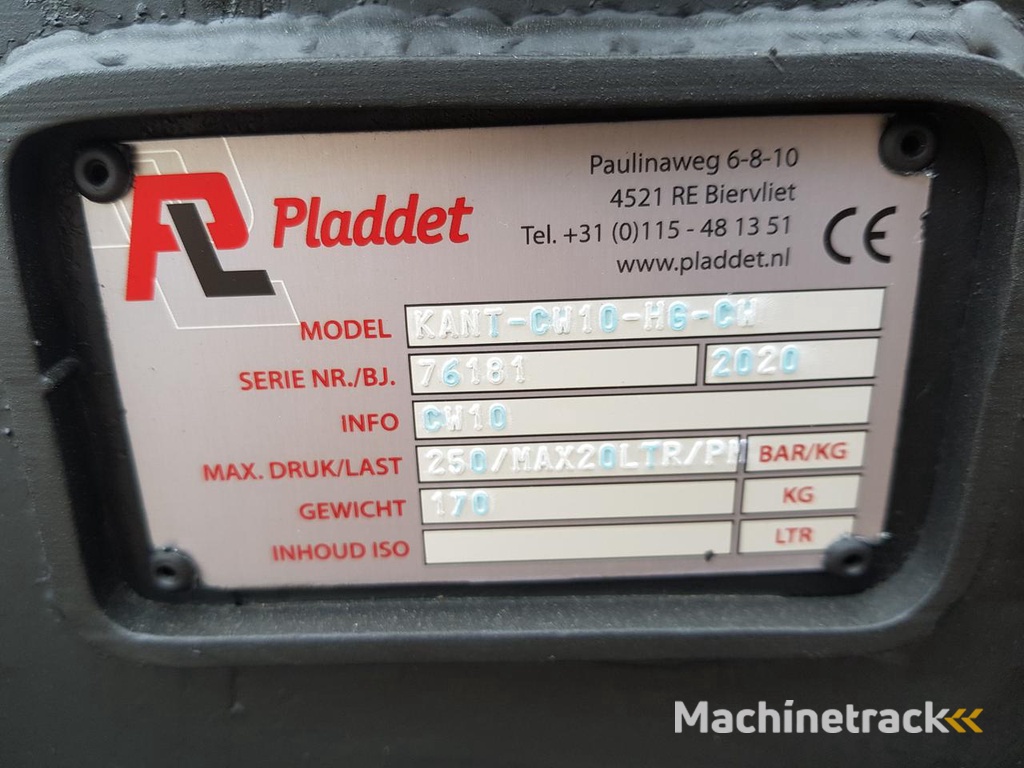 PL Pladdet
Paulinaweg 6-8-10
4521 RE Biervliet
Tel. +31 (0)115 - 48 13 51
www.pladdet.nl
CE
MODEL KANT-CW10-HG-CW
SERIE NR./BJ. 76181 2020
INFO CW10
MAX. DRUK/LAST 250/MAX20LTR/PM BAR/KG
GEWICHT 170 KG
INHOUD ISO LTR
Machinetrack